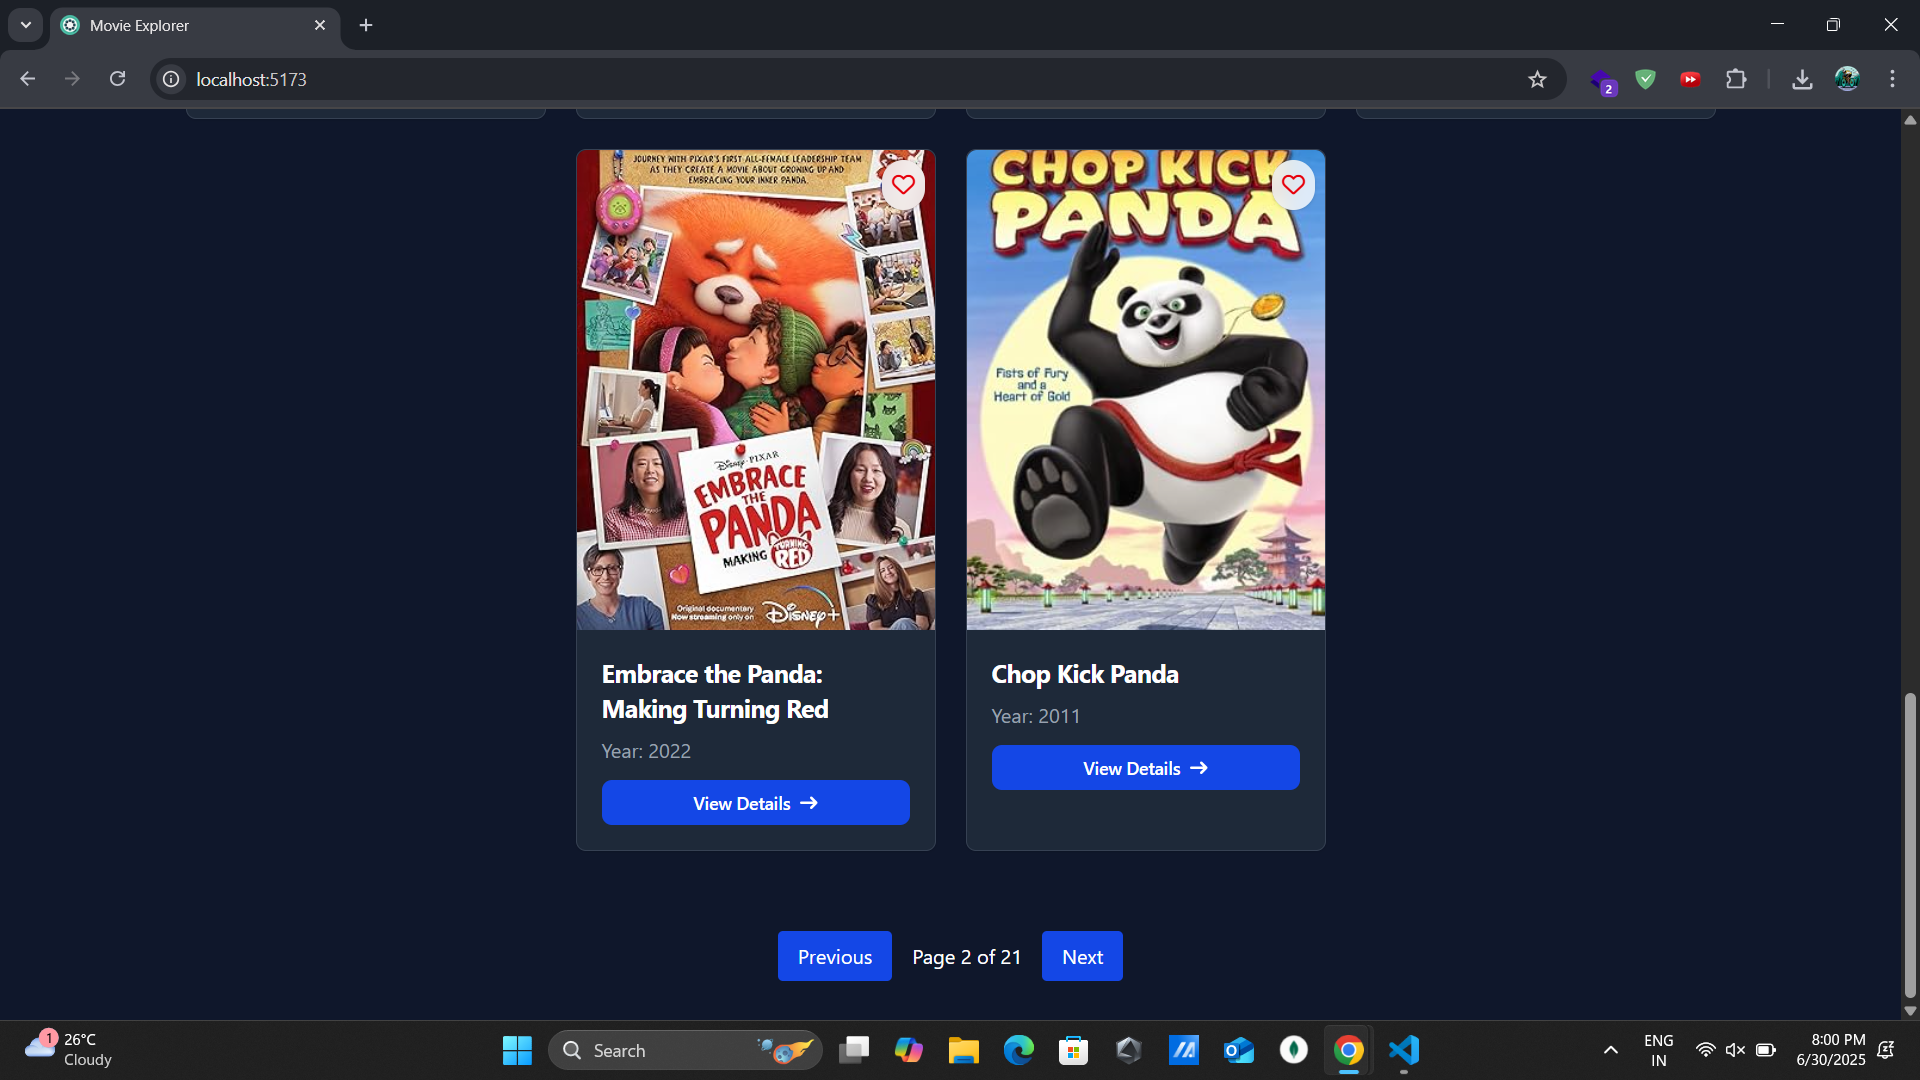 Movie Explorer
localhost:5173
2
JOURNEY WITH PIXAR'S FIRST ALL-FEMALE LEADERSHIP TEAM
AS THEY CREATE A MOVIE ABOUT GROWING UP AND
EMBRACING YOUR INNER PANDA.
Disney·PIXAR
EMBRACE
THE
PANDA
MAKING TURNING
RED
Original documentary
Now streaming only on
Disney+
CHOP KICK
PANDA
Fists of Fury
and a
Heart of Gold
Embrace the Panda:
Making Turning Red
Year: 2022
View Details
Chop Kick Panda
Year: 2011
View Details
Previous
Page 2 of 21
Next
1
26°C
Cloudy
Search
ENG
IN
8:00 PM
6/30/2025